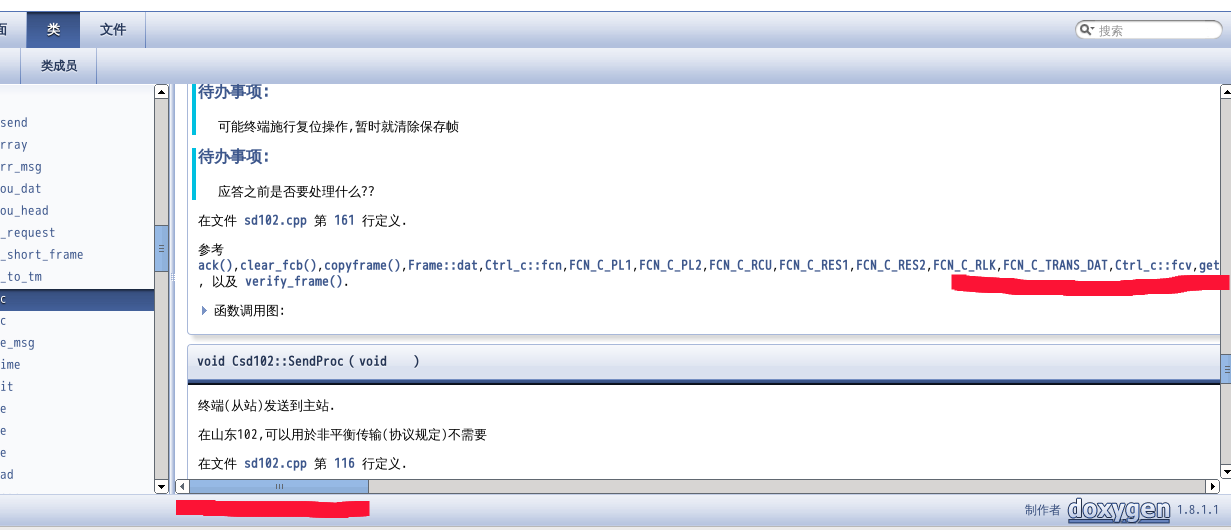 面 类 文件 搜索
类成员
send
rray
rr_msg
ou_dat
ou_head
_request
_short_frame
_to_tm
c
c
e_msg
ime
it
e
e
e
ad
待办事项:
可能终端施行复位操作,暂时就清除保存帧
待办事项:
应答之前是否要处理什么??
在文件 sd102.cpp 第 161 行定义.
参考
ack(),clear_fcb(),copyframe(),Frame::dat,Ctrl_c::fcn,FCN_C_PL1,FCN_C_PL2,FCN_C_RCU,FCN_C_RES1,FCN_C_RES2,FCN_C_RLK,FCN_C_TRANS_DAT,Ctrl_c::fcv,get
, 以及 verify_frame().
函数调用图:
void Csd102::SendProc ( void )
终端(从站)发送到主站.
在山东102,可以用於非平衡传输(协议规定)不需要
在文件 sd102.cpp 第 116 行定义.
制作者 doxygen 1.8.1.1